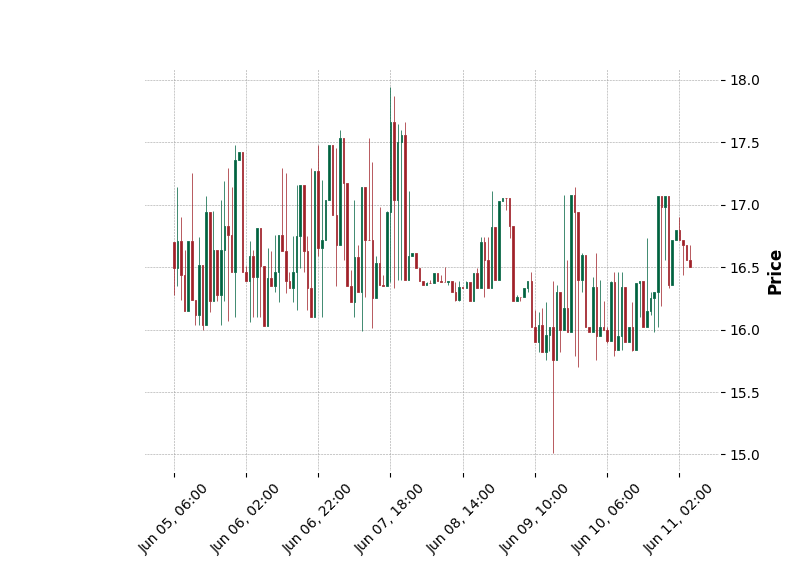 18.0
17.5
17.0
16.5
16.0
15.5
15.0
Price
Jun 05, 06:00
Jun 06, 02:00
Jun 06, 22:00
Jun 07, 18:00
Jun 08, 14:00
Jun 09, 10:00
Jun 10, 06:00
Jun 11, 02:00